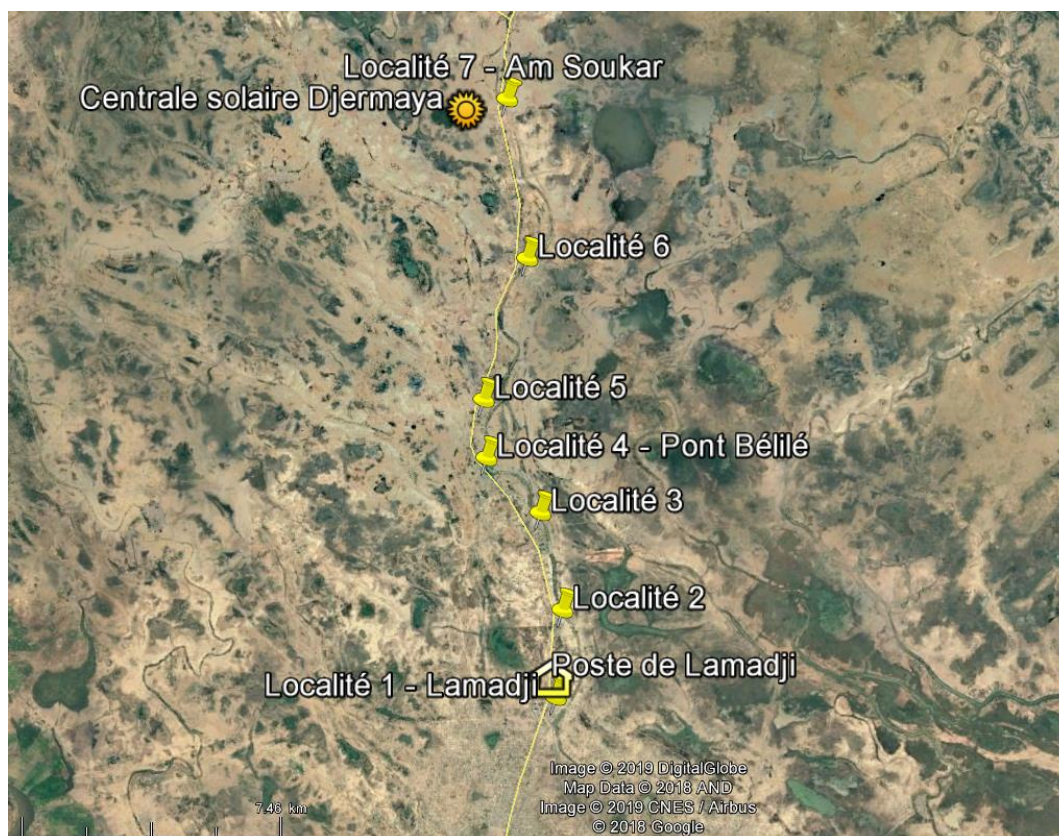 Localité 7 - Am Soukar
Centrale solaire Djermaya
Localité 6
Localité 5
Localité 4 - Pont Bélilé
Localité 3
Localité 2
Poste de Lamadji
Localité 1 - Lamadji
Image © 2019 DigitalGlobe
Map Data © 2018 AND
Image © 2019 CNES / Airbus
© 2018 Google
7.46 km